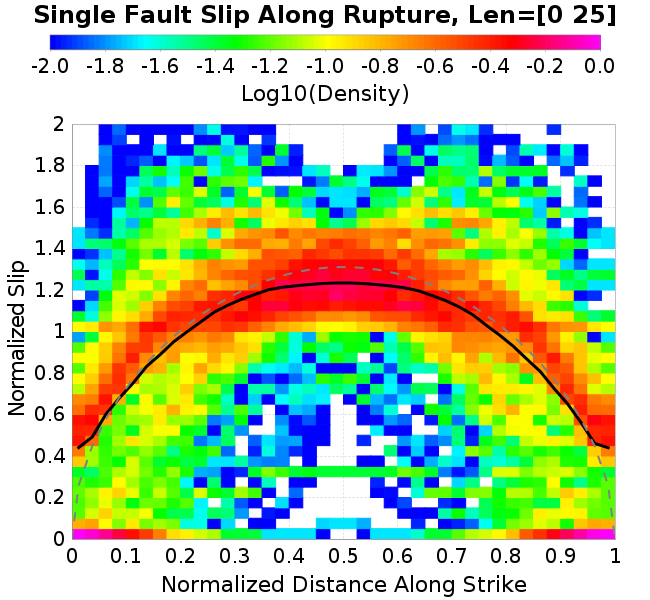 Single Fault Slip Along Rupture, Len=[0 25]
-2.0 -1.8 -1.6 -1.4 -1.2 -1.0 -0.8 -0.6 -0.4 -0.2 0.0
Log10(Density)
2
1.8
1.6
1.4
1.2
1
0.8
0.6
0.4
0.2
0
Normalized Slip
0 0.1 0.2 0.3 0.4 0.5 0.6 0.7 0.8 0.9 1
Normalized Distance Along Strike